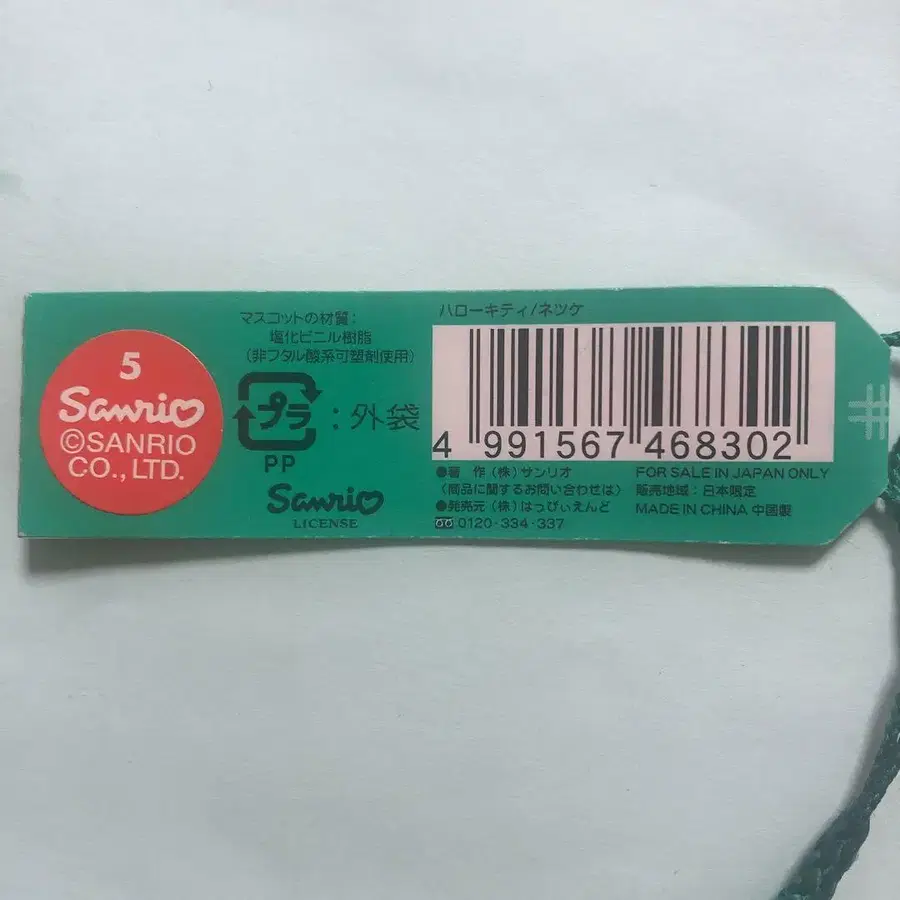 5
Sanrio
©SANRIO
CO., LTD.
マスコットの材質:
塩化ビニル樹脂
(非フタル酸系可塑剤使用)
プラ:外袋
PP
Sanrio
LICENSE
ハローキティ/ネツケ
4 991567 468302
●著 作 (株) サンリオ
〈商品に関するお問い合わせは〉
●発売元 (株) はっぴぃえんど
0120-334-337
FOR SALE IN JAPAN ONLY
販売地域:日本限定
MADE IN CHINA 中国製